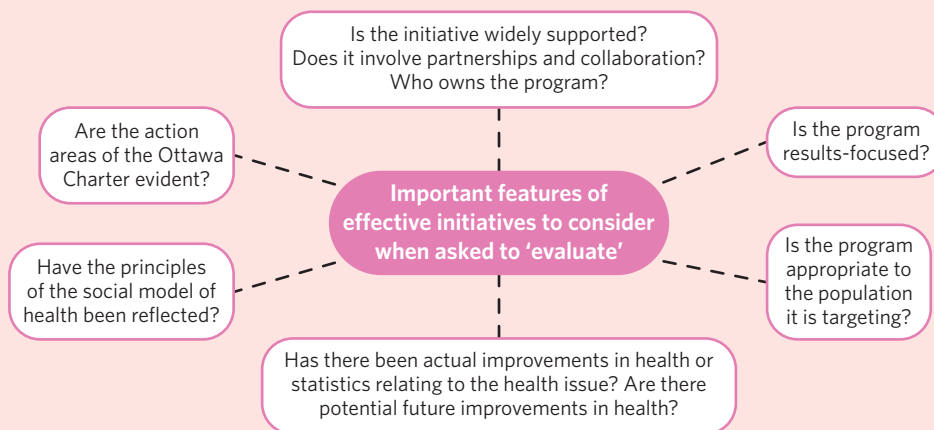 Is the initiative widely supported?
Does it involve partnerships and collaboration?
Who owns the program?
Are the action
areas of the Ottawa
Charter evident?
Is the program
results-focused?
Important features of
effective initiatives to consider
when asked to ‘evaluate’
Have the principles
of the social model of
health been reflected?
Is the program
appropriate to
the population
it is targeting?
Has there been actual improvements in health or
statistics relating to the health issue? Are there
potential future improvements in health?